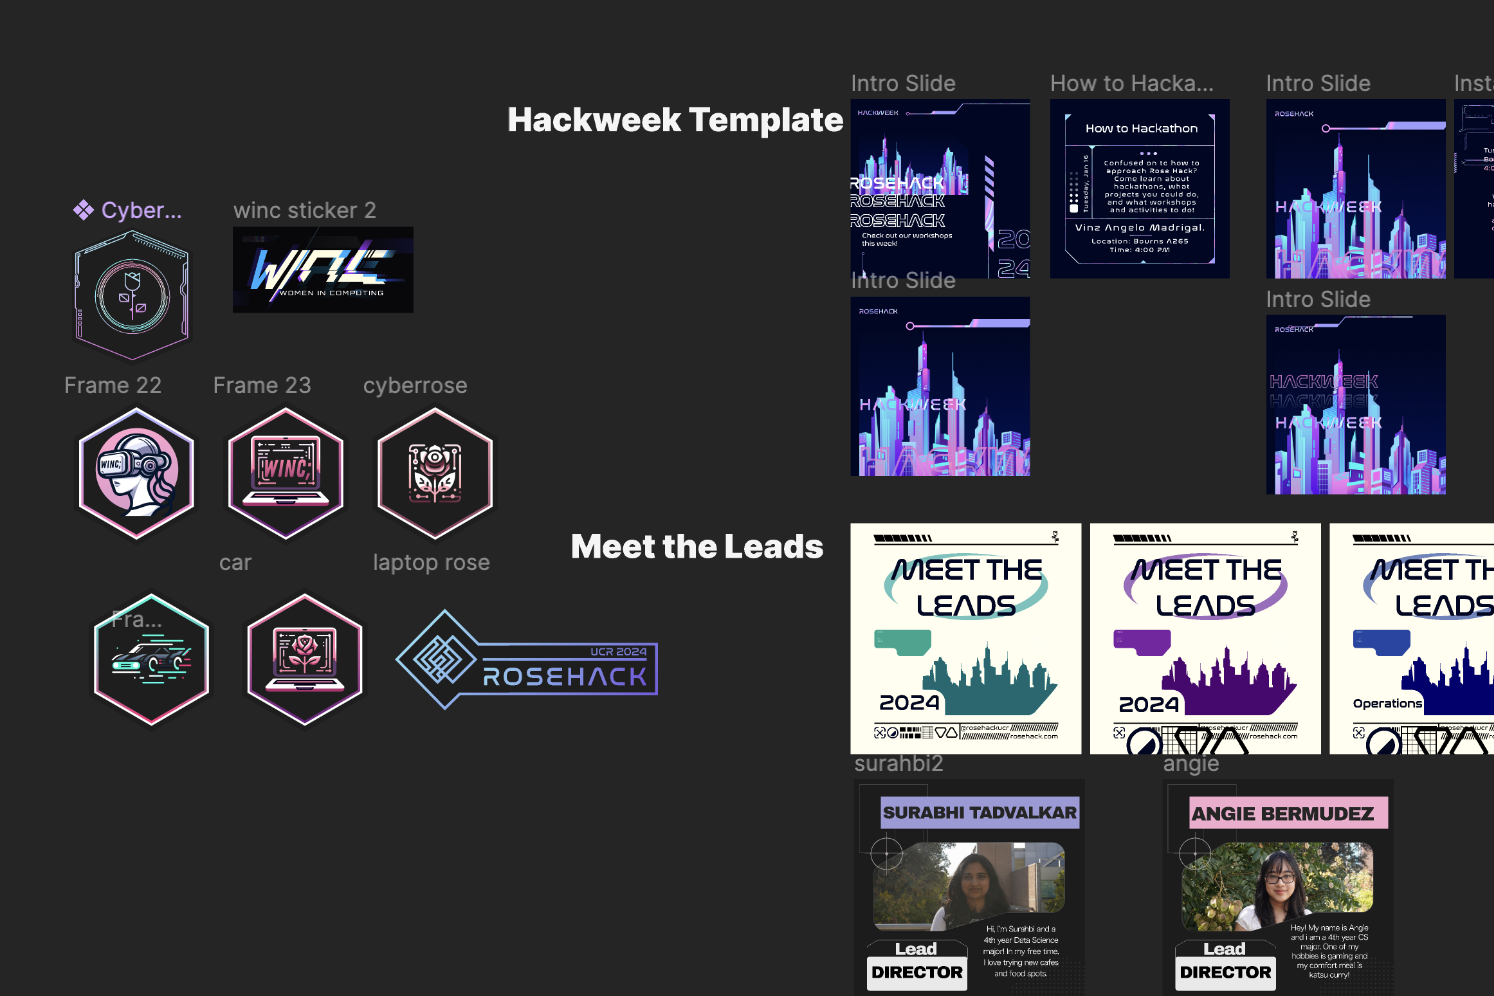 Intro Slide
How to Hacka...
Intro Slide
Insta
Hackweek Template
HACKWEEK
ROSEHACK
ROSEHACK
ROSEHACK
Check out our workshops
this week!
20
24
How to Hackathon
Tuesday, Jan 16
Confused on to how to
approach Rose Hack?
Come learn about
hackathons, what
projects you could do,
and what workshops
and activities to do!
Vinz Angelo Madrigal.
Location: Bourns A265
Time: 4:00 PM
ROSEHACK
HACKWEEK
Cyber...
winc sticker 2
WINC
WOMEN IN COMPUTING
Intro Slide
ROSEHACK
HACKWEEK
Intro Slide
ROSEHACK
HACKWEEK
HACKWEEK
HACKWEEK
Frame 22
Frame 23
cyberrose
WINC;
WINC;
car
laptop rose
Fra...
UCR 2024
ROSEHACK
Meet the Leads
MEET THE
LEADS
2024
@rosehackucr
rosehack.com
MEET THE
LEADS
2024
@rosehackucr
rosehack.com
MEET TH
LEADS
Operations
@rosehackuc
rosehack.co
surahbi2
SURABHI TADVALKAR
Hi, I'm Surahbi and a
4th year Data Science
major! In my free time,
I love trying new cafes
and food spots.
Lead
DIRECTOR
angie
ANGIE BERMUDEZ
Hey! My name is Angie
and i am a 4th year CS
major. One of my
hobbies is gaming and
my comfort meal is
katsu curry!
Lead
DIRECTOR